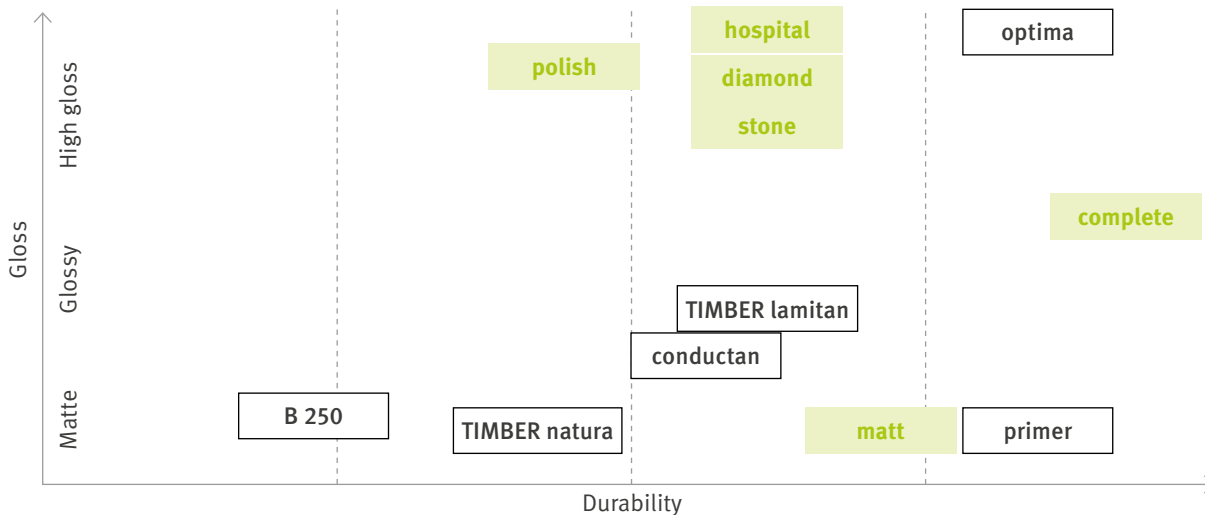 Gloss
High gloss
Glossy
Matte
hospital
optima
polish
diamond
stone
complete
TIMBER lamitan
conductan
B 250
TIMBER natura
matt
primer
Durability